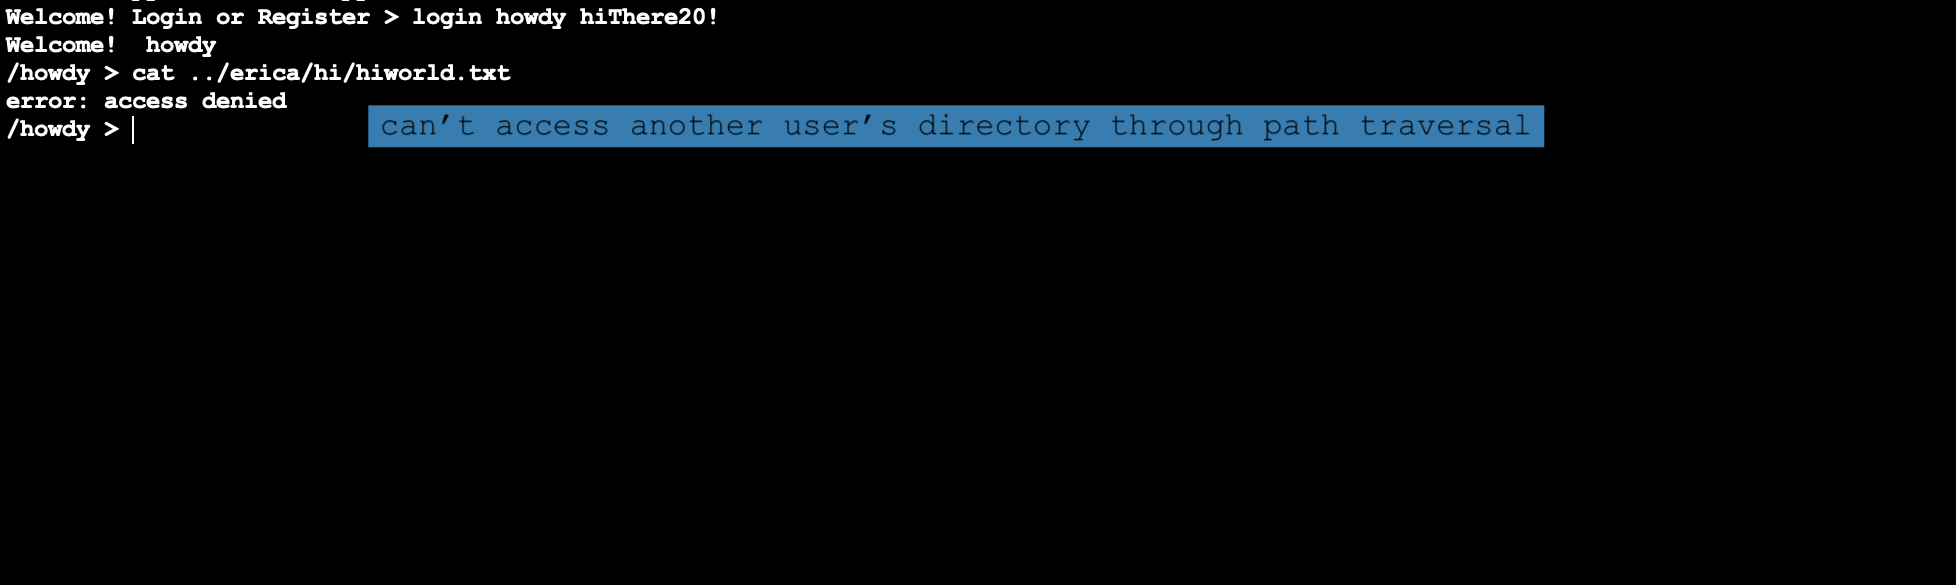 Welcome! Login or Register > login howdy hiThere20!
Welcome!  howdy
/howdy > cat ../erica/hi/hiworld.txt
error: access denied
/howdy >
can’t access another user’s directory through path traversal